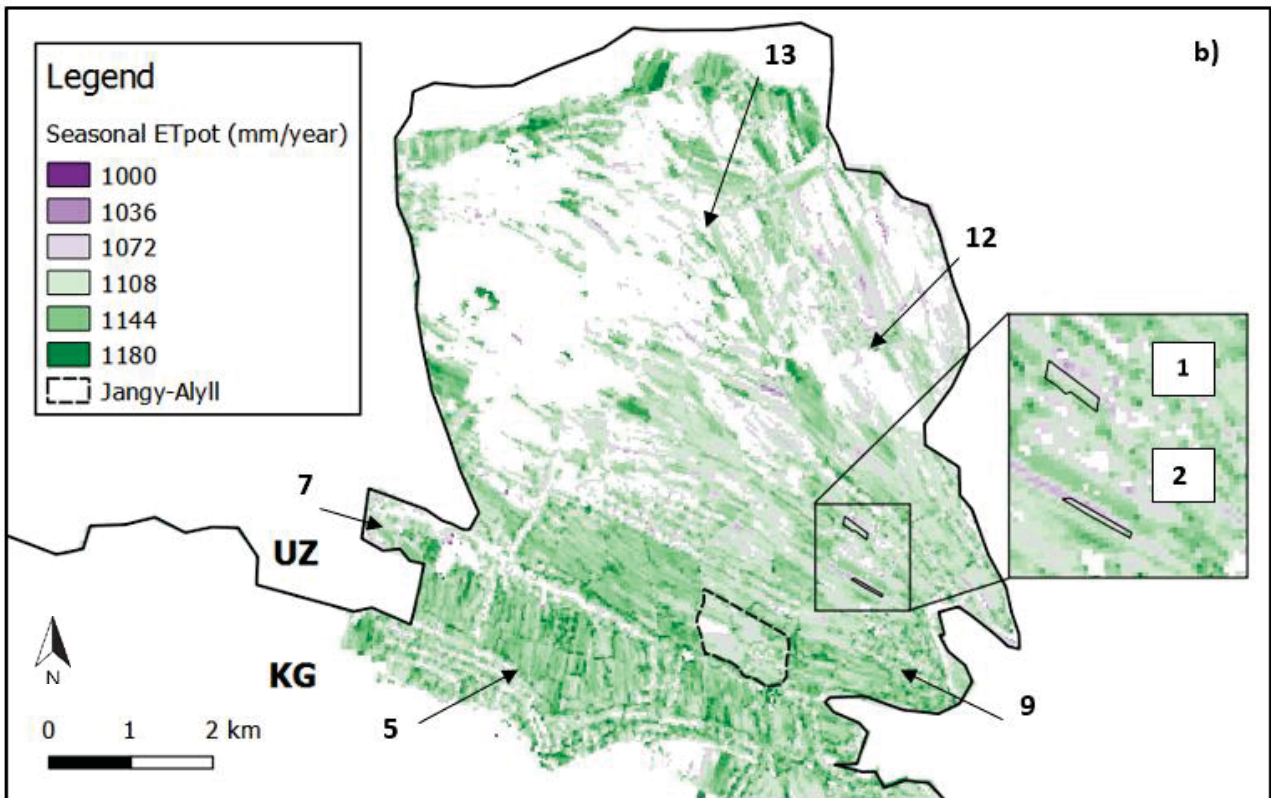 b)
Legend
Seasonal ETpot (mm/year)
1000
1036
1072
1108
1144
1180
Jangy-Alyll
13
12
1
2
7
UZ
KG
5
9
N
0 1 2 km